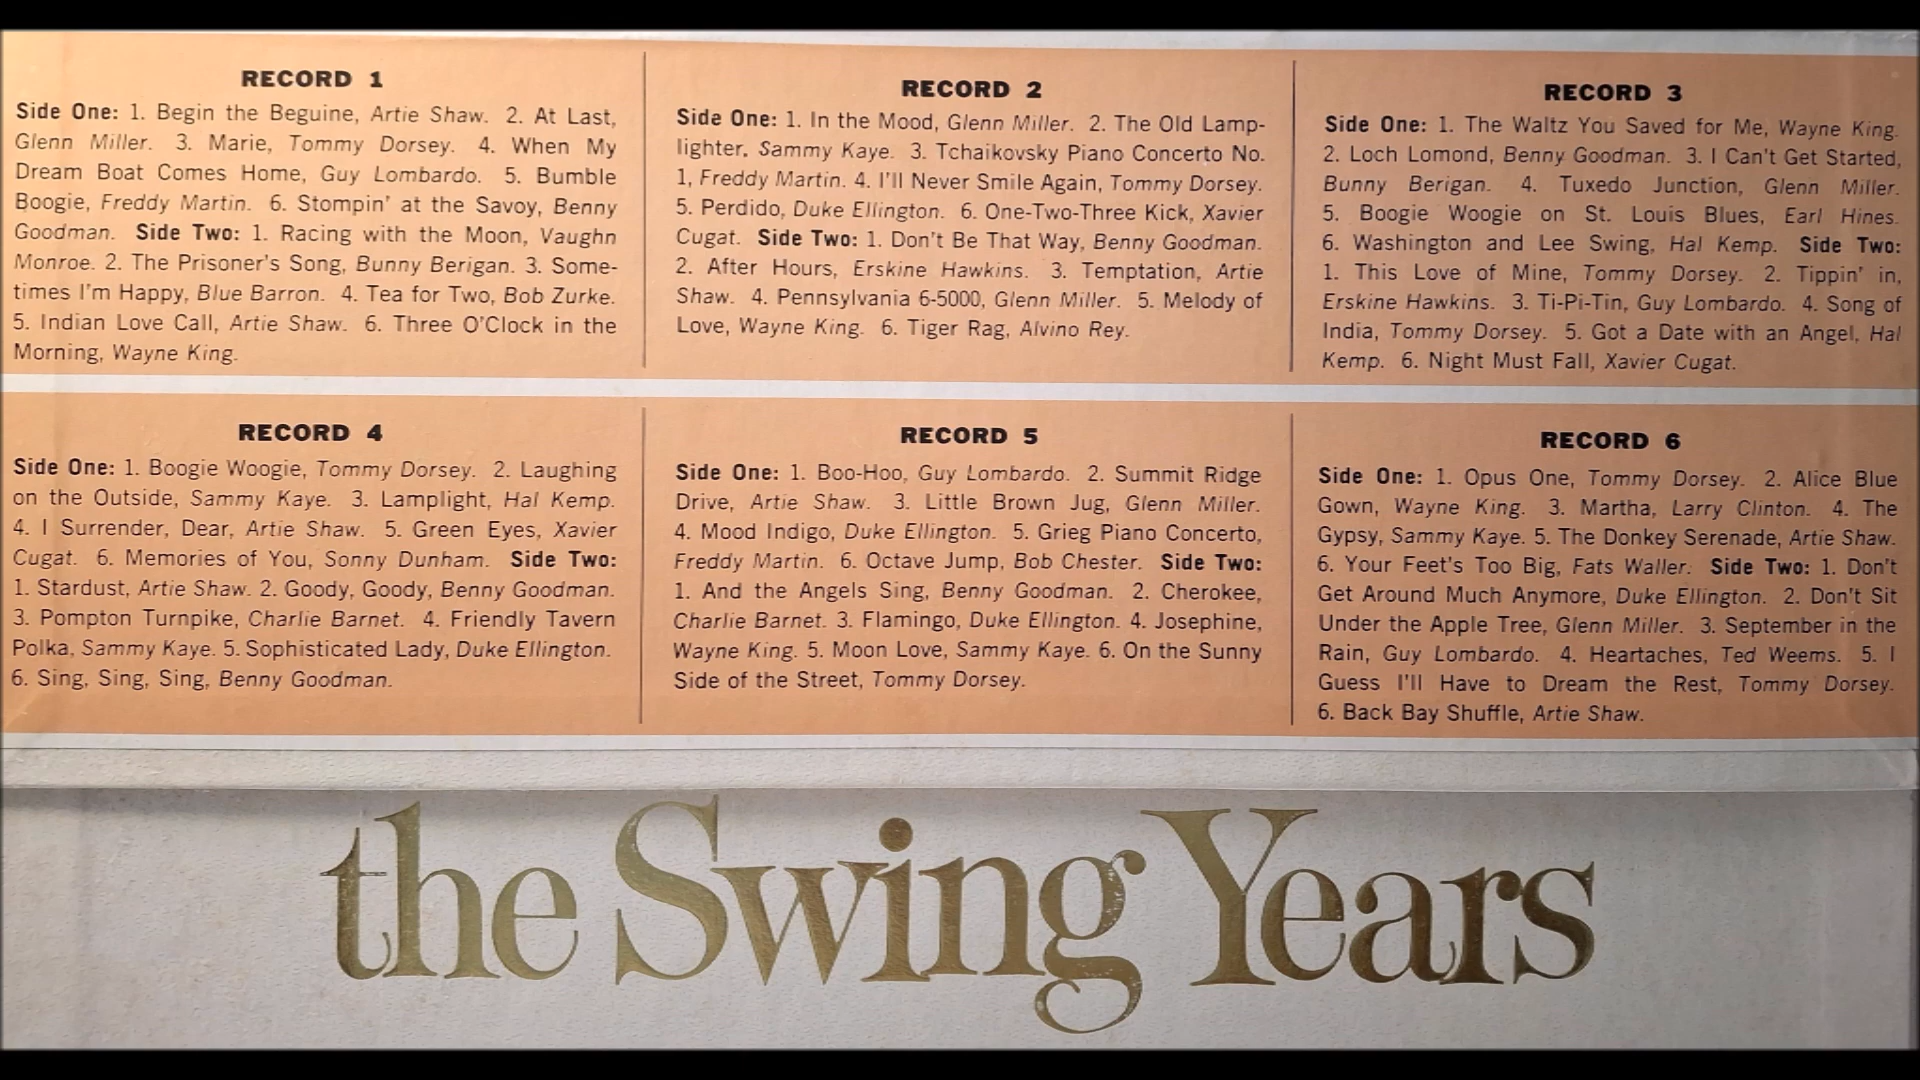 RECORD 1
Side One: 1. Begin the Beguine, Artie Shaw. 2. At Last,
Glenn Miller. 3. Marie, Tommy Dorsey. 4. When My
Dream Boat Comes Home, Guy Lombardo. 5. Bumble
Boogie, Freddy Martin. 6. Stompin' at the Savoy, Benny
Goodman. Side Two: 1. Racing with the Moon, Vaughn
Monroe. 2. The Prisoner's Song, Bunny Berigan. 3. Some-
times I'm Happy, Blue Barron. 4. Tea for Two, Bob Zurke.
5. Indian Love Call, Artie Shaw. 6. Three O'Clock in the
Morning, Wayne King.
RECORD 2
Side One: 1. In the Mood, Glenn Miller. 2. The Old Lamp-
lighter, Sammy Kaye. 3. Tchaikovsky Piano Concerto No.
1, Freddy Martin. 4. I'll Never Smile Again, Tommy Dorsey.
5. Perdido, Duke Ellington. 6. One-Two-Three Kick, Xavier
Cugat. Side Two: 1. Don't Be That Way, Benny Goodman.
2. After Hours, Erskine Hawkins. 3. Temptation, Artie
Shaw. 4. Pennsylvania 6-5000, Glenn Miller. 5. Melody of
Love, Wayne King. 6. Tiger Rag, Alvino Rey.
RECORD 3
Side One: 1. The Waltz You Saved for Me, Wayne King.
2. Loch Lomond, Benny Goodman. 3. I Can't Get Started,
Bunny Berigan. 4. Tuxedo Junction, Glenn Miller.
5. Boogie Woogie on St. Louis Blues, Earl Hines.
6. Washington and Lee Swing, Hal Kemp. Side Two:
1. This Love of Mine, Tommy Dorsey. 2. Tippin' in,
Erskine Hawkins. 3. Ti-Pi-Tin, Guy Lombardo. 4. Song of
India, Tommy Dorsey. 5. Got a Date with an Angel, Hal
Kemp. 6. Night Must Fall, Xavier Cugat.
RECORD 4
Side One: 1. Boogie Woogie, Tommy Dorsey. 2. Laughing
on the Outside, Sammy Kaye. 3. Lamplight, Hal Kemp.
4. I Surrender, Dear, Artie Shaw. 5. Green Eyes, Xavier
Cugat. 6. Memories of You, Sonny Dunham. Side Two:
1. Stardust, Artie Shaw. 2. Goody, Goody, Benny Goodman.
3. Pompton Turnpike, Charlie Barnet. 4. Friendly Tavern
Polka, Sammy Kaye. 5. Sophisticated Lady, Duke Ellington.
6. Sing, Sing, Sing, Benny Goodman.
RECORD 5
Side One: 1. Boo-Hoo, Guy Lombardo. 2. Summit Ridge
Drive, Artie Shaw. 3. Little Brown Jug, Glenn Miller.
4. Mood Indigo, Duke Ellington. 5. Grieg Piano Concerto,
Freddy Martin. 6. Octave Jump, Bob Chester. Side Two:
1. And the Angels Sing, Benny Goodman. 2. Cherokee,
Charlie Barnet. 3. Flamingo, Duke Ellington. 4. Josephine,
Wayne King. 5. Moon Love, Sammy Kaye. 6. On the Sunny
Side of the Street, Tommy Dorsey.
RECORD 6
Side One: 1. Opus One, Tommy Dorsey. 2. Alice Blue
Gown, Wayne King. 3. Martha, Larry Clinton. 4. The
Gypsy, Sammy Kaye. 5. The Donkey Serenade, Artie Shaw.
6. Your Feet's Too Big, Fats Waller. Side Two: 1. Don't
Get Around Much Anymore, Duke Ellington. 2. Don't Sit
Under the Apple Tree, Glenn Miller. 3. September in the
Rain, Guy Lombardo. 4. Heartaches, Ted Weems. 5. I
Guess I'll Have to Dream the Rest, Tommy Dorsey.
6. Back Bay Shuffle, Artie Shaw.
the Swing Years